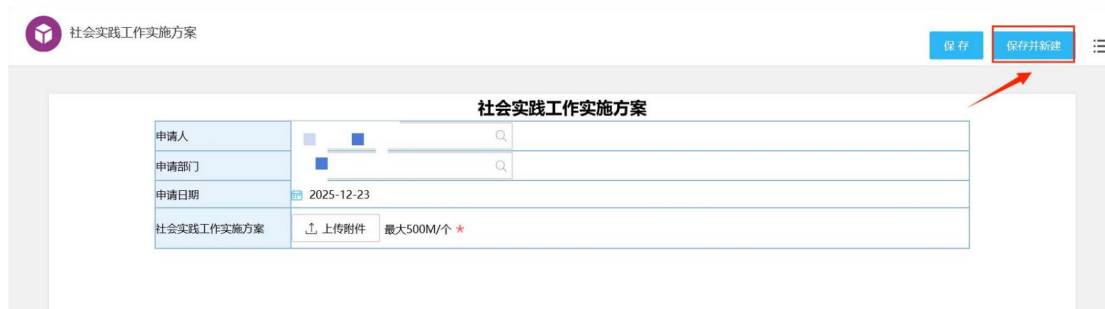 社会实践工作实施方案
保存 保存并新建
社会实践工作实施方案
申请人
申请部门
申请日期 2025-12-23
社会实践工作实施方案 上传附件 最大500M/个 *